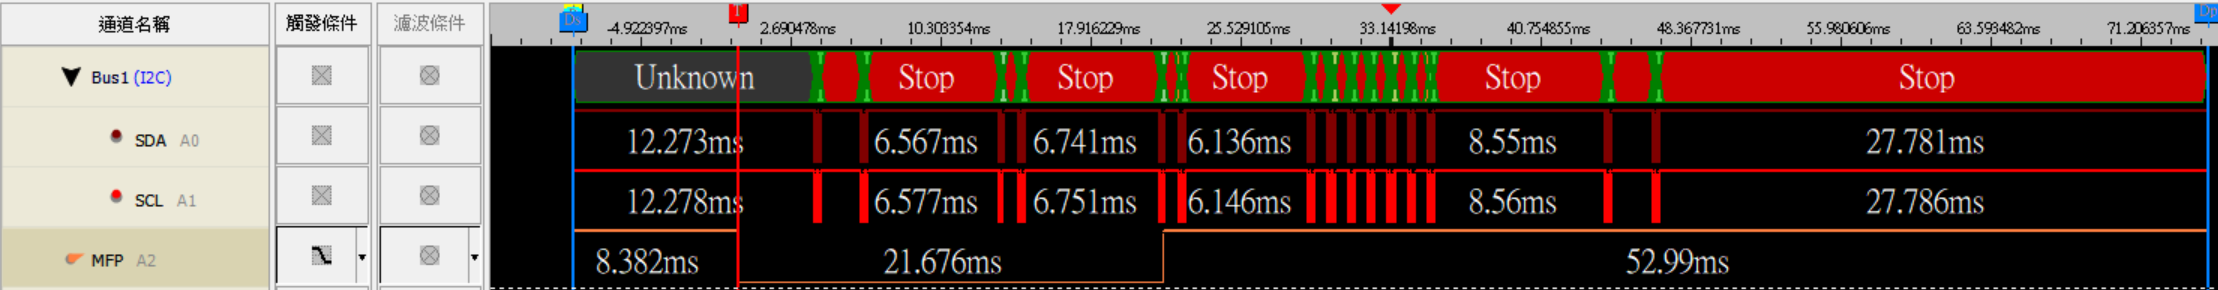 通道名稱 觸發條件 濾波條件 Ds T -4.922397ms 2.690478ms 10.303354ms 17.916229ms 25.529105ms 33.14198ms 40.754855ms 48.367731ms 55.980606ms 63.593482ms 71.206357ms Dp
Bus1 (I2C) Unknown Stop Stop Stop Stop Stop
SDA A0 12.273ms 6.567ms 6.741ms 6.136ms 8.55ms 27.781ms
SCL A1 12.278ms 6.577ms 6.751ms 6.146ms 8.56ms 27.786ms
MFP A2 8.382ms 21.676ms 52.99ms